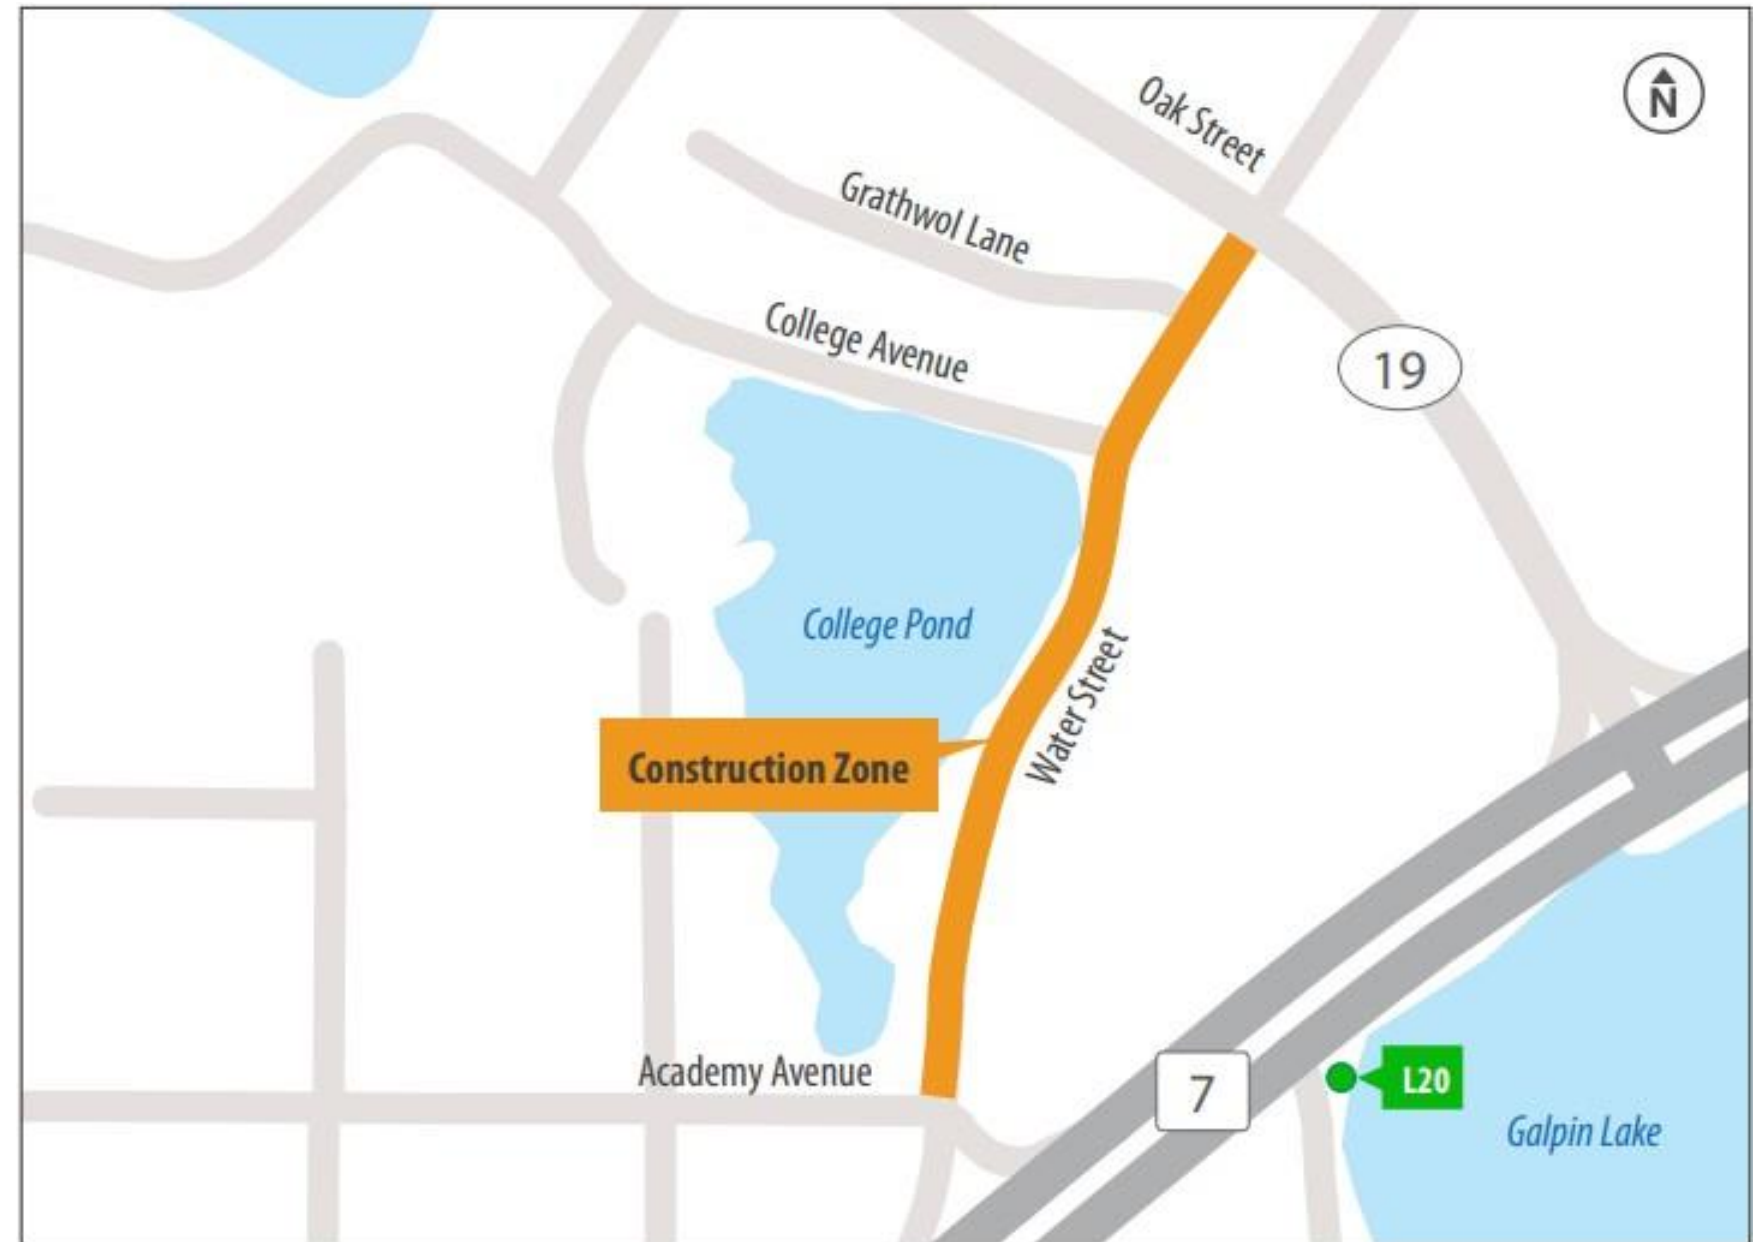 Oak Street
N
Grathwol Lane
College Avenue
19
College Pond
Water Street
Construction Zone
Academy Avenue
7
L20
Galpin Lake